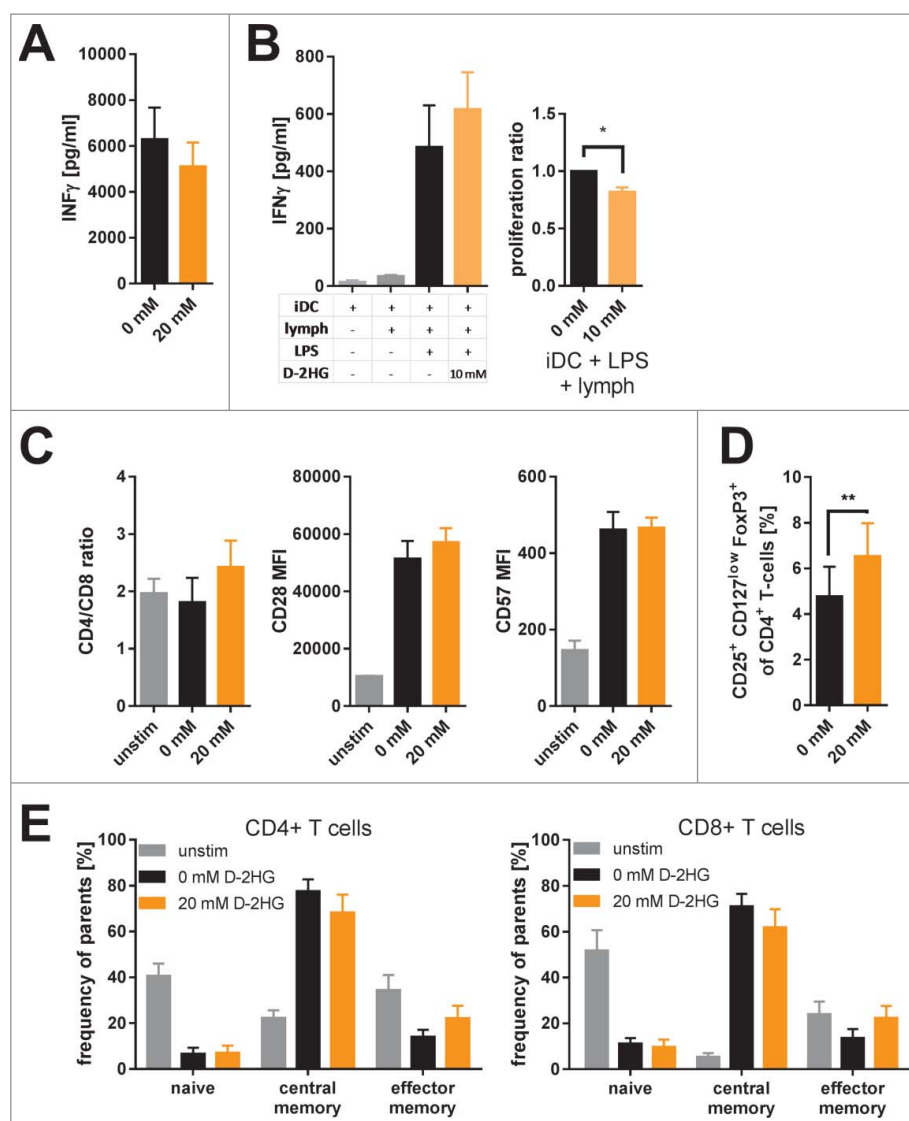 A
INFγ [pg/ml]
10000
8000
6000
4000
2000
0
0 mM
20 mM
B
IFNγ [pg/ml]
800
600
400
200
0
iDC + + + +
lymph - + + +
LPS - - + +
D-2HG - - - 10 mM
proliferation ratio
1.5
1.0
0.5
0.0
*
0 mM
10 mM
iDC + LPS
+ lymph
C
CD4/CD8 ratio
4
3
2
1
0
unstim
0 mM
20 mM
CD28 MFI
80000
60000
40000
20000
0
unstim
0 mM
20 mM
CD57 MFI
600
400
200
0
unstim
0 mM
20 mM
D
CD25⁺ CD127ˡᵒʷ FoxP3⁺
of CD4⁺ T-cells [%]
10
8
6
4
2
0
**
0 mM
20 mM
E
CD4+ T cells
frequency of parents [%]
100
80
60
40
20
0
unstim
0 mM D-2HG
20 mM D-2HG
naive
central
memory
effector
memory
CD8+ T cells
frequency of parents [%]
100
80
60
40
20
0
unstim
0 mM D-2HG
20 mM D-2HG
naive
central
memory
effector
memory